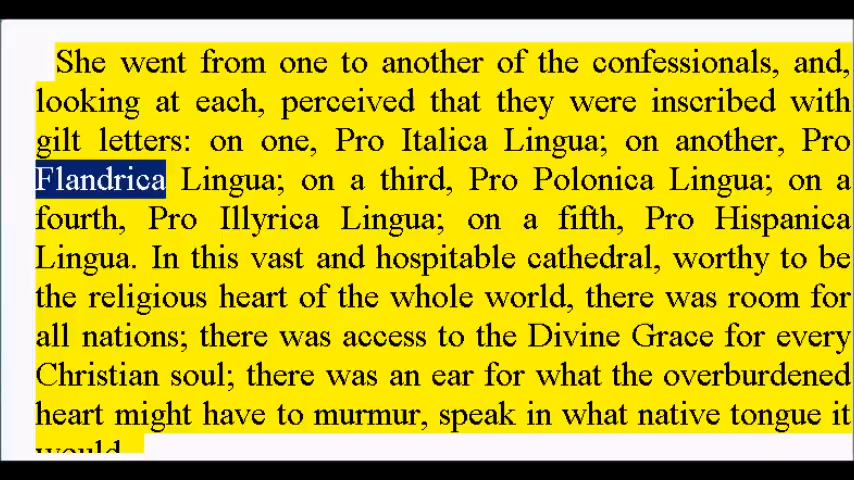 She went from one to another of the confessionals, and,
looking at each, perceived that they were inscribed with
gilt letters: on one, Pro Italica Lingua; on another, Pro
Flandrica Lingua; on a third, Pro Polonica Lingua; on a
fourth, Pro Illyrica Lingua; on a fifth, Pro Hispanica
Lingua. In this vast and hospitable cathedral, worthy to be
the religious heart of the whole world, there was room for
all nations; there was access to the Divine Grace for every
Christian soul; there was an ear for what the overburdened
heart might have to murmur, speak in what native tongue it
would.